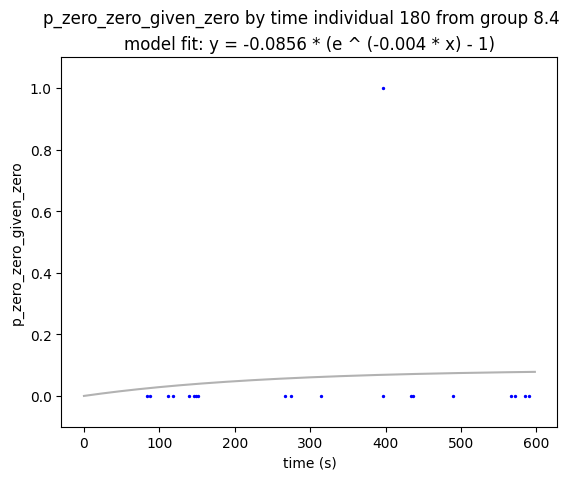 p_zero_zero_given_zero by time individual 180 from group 8.4
model fit: y = -0.0856 * (e ^ (-0.004 * x) - 1)
1.0
0.8
0.6
0.4
0.2
0.0
p_zero_zero_given_zero
0 100 200 300 400 500 600
time (s)